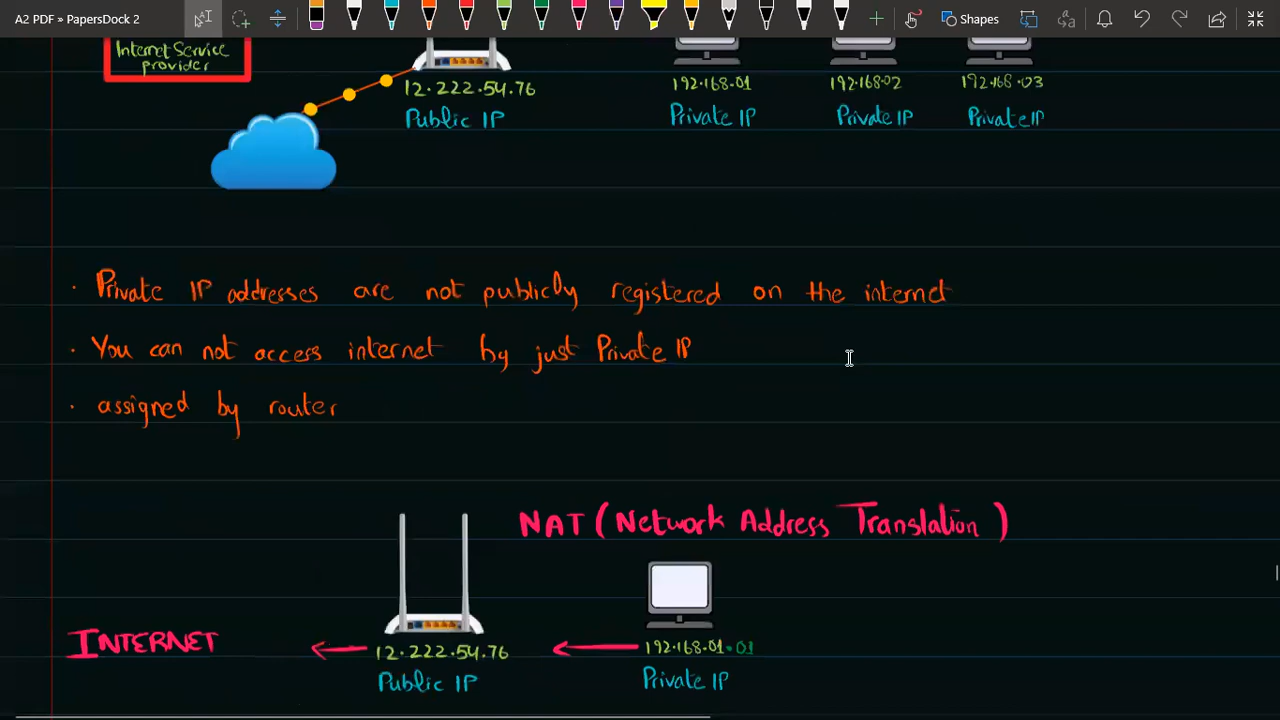 A2 PDF » PapersDock 2
Shapes
Internet Service
provider
12.222.54.76
Public IP
192.168.01
Private IP
192.168.02
Private IP
192.168.03
Private IP
· Private IP addresses are not publicly registered on the internet
· You can not access internet by just Private IP
· assigned by router
NAT (Network Address Translation)
INTERNET
12.222.54.76
Public IP
192.168.01.01
Private IP